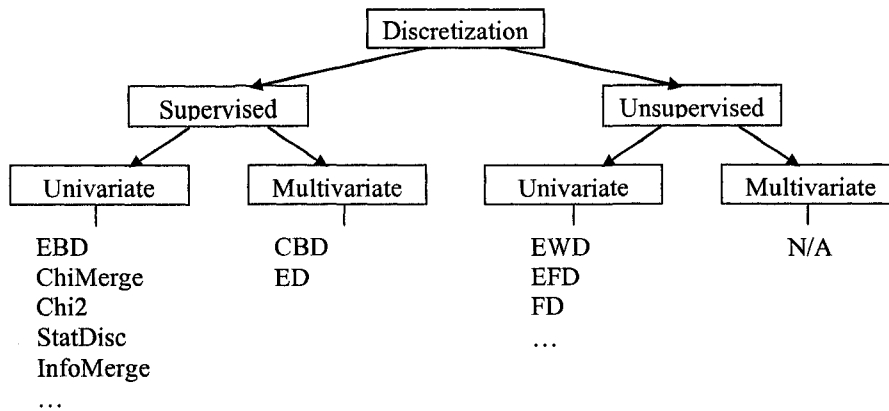 Discretization
Supervised
Unsupervised
Univariate
Multivariate
Univariate
Multivariate
EBD
ChiMerge
Chi2
StatDisc
InfoMerge
…
CBD
ED
EWD
EFD
FD
…
N/A